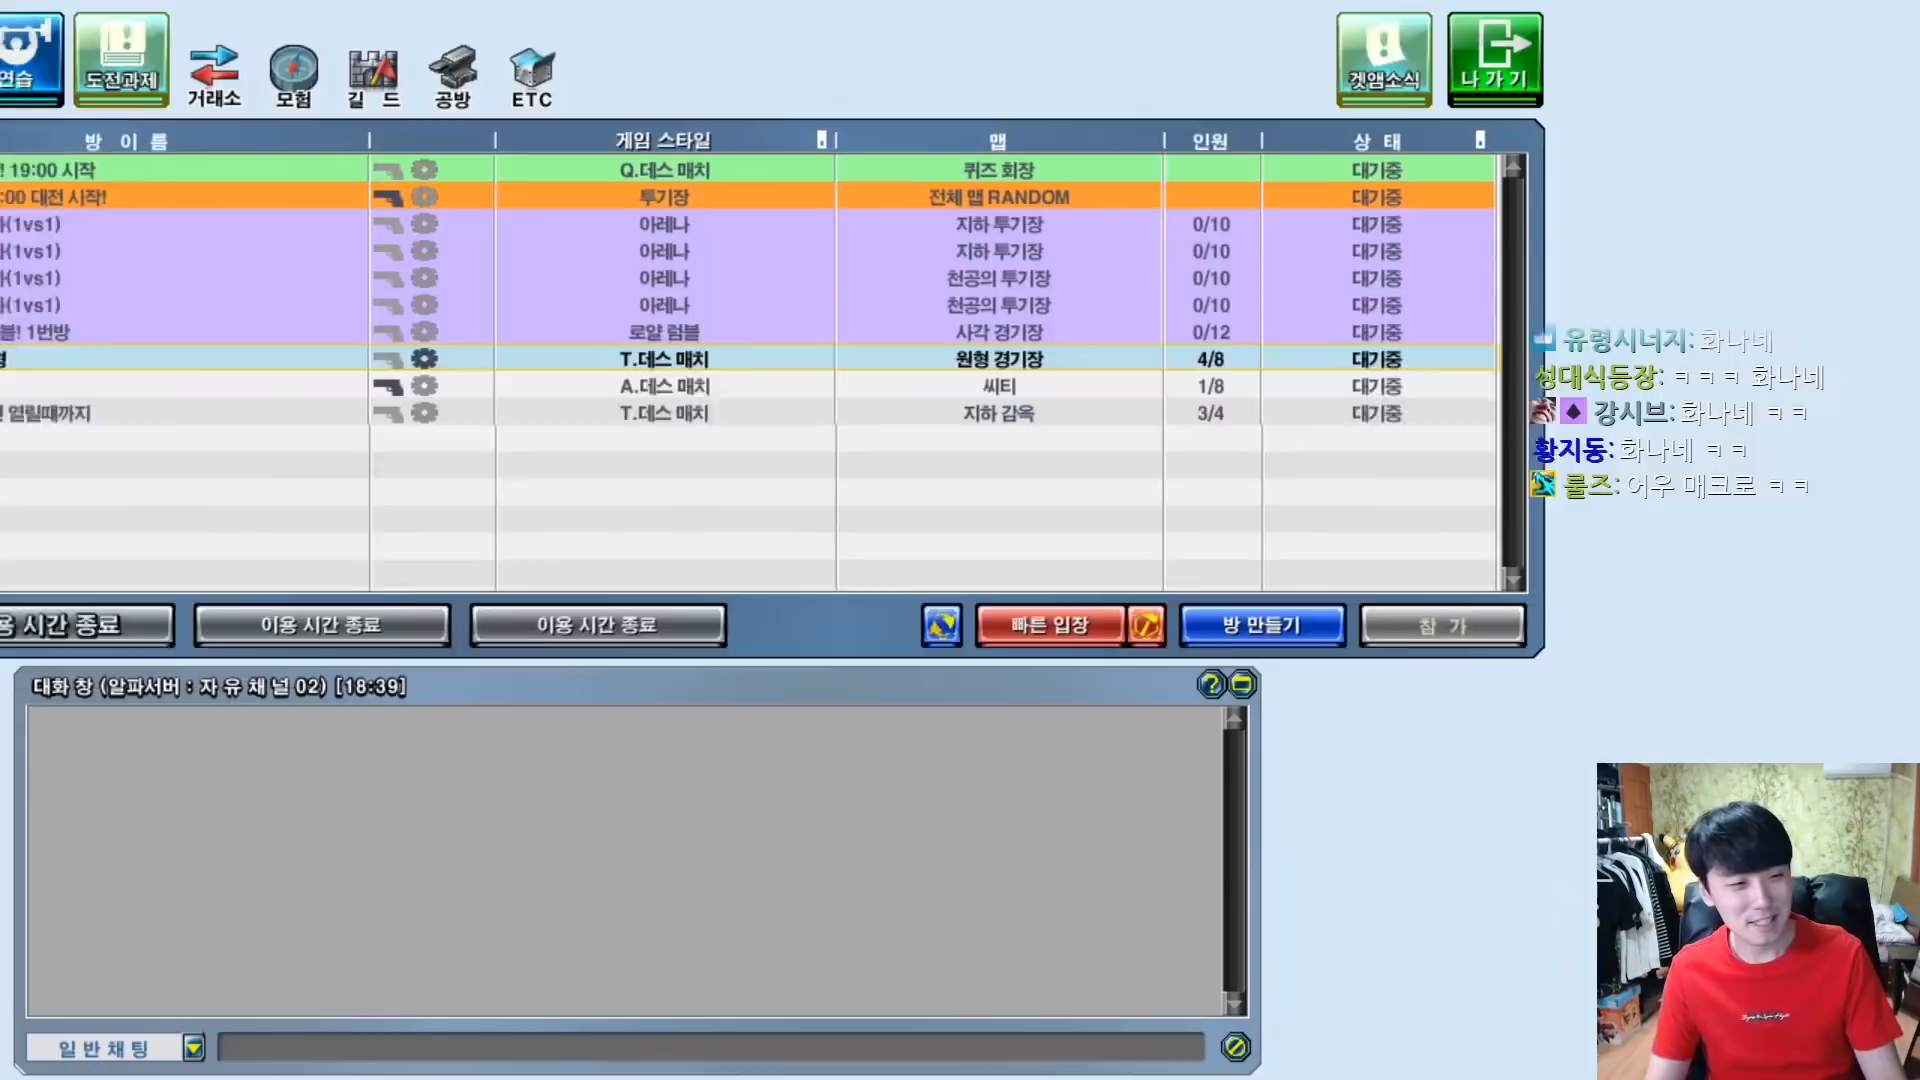 연습
도전과제
거래소
모험
길 드
공방
ETC
겟앰소식
나 가 기
방 이 름
게임 스타일
맵
인원
상 태
! 19:00 시작
Q.데스 매치
퀴즈 회장
대기중
:00 대전 시작!
투기장
전체 맵 RANDOM
대기중
(1vs1)
아레나
지하 투기장
0/10
대기중
(1vs1)
아레나
지하 투기장
0/10
대기중
(1vs1)
아레나
천공의 투기장
0/10
대기중
(1vs1)
아레나
천공의 투기장
0/10
대기중
블! 1번방
로얄 럼블
사각 경기장
0/12
대기중
T.데스 매치
원형 경기장
4/8
대기중
A.데스 매치
씨티
1/8
대기중
열릴때까지
T.데스 매치
지하 감옥
3/4
대기중
유령시너지: 화나네
성대식등장: ㅋㅋㅋ 화나네
강시브: 화나네 ㅋㅋ
황지동: 화나네 ㅋㅋ
룰즈: 어우 매크로 ㅋㅋ
용 시간 종료
이용 시간 종료
이용 시간 종료
빠른 입장
방 만들기
참 가
대화 창 (알파서버 : 자 유 채 널 02) [18:39]
일 반 채 팅